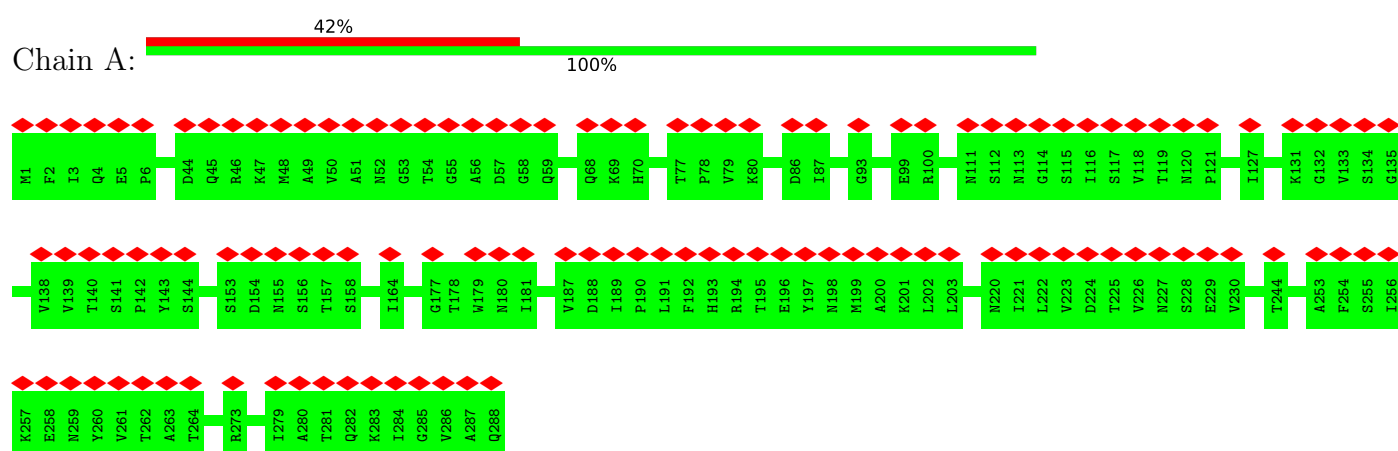 42%
Chain A:
100%
M1 F2 I3 Q4 E5 P6 D44 Q45 R46 K47 M48 A49 V50 A51 N52 G53 T54 G55 A56 D57 G58 Q59 Q68 K69 H70 T77 P78 V79 K80 D86 I87 G93 E99 R100 N111 S112 N113 G114 S115 I116 S117 V118 T119 N120 P121 I127 K131 G132 V133 S134 G135
V138 V139 T140 S141 P142 Y143 S144 S153 D154 N155 S156 T157 S158 I164 G177 T178 W179 N180 I181 V187 D188 I189 P190 L191 F192 H193 R194 T195 E196 Y197 N198 M199 A200 K201 L202 L203 N220 I221 L222 V223 D224 T225 V226 N227 S228 E229 V230 T244 A253 F254 S255 I256
K257 E258 N259 Y260 V261 T262 A263 T264 R273 I279 A280 T281 Q282 K283 I284 G285 V286 A287 Q288